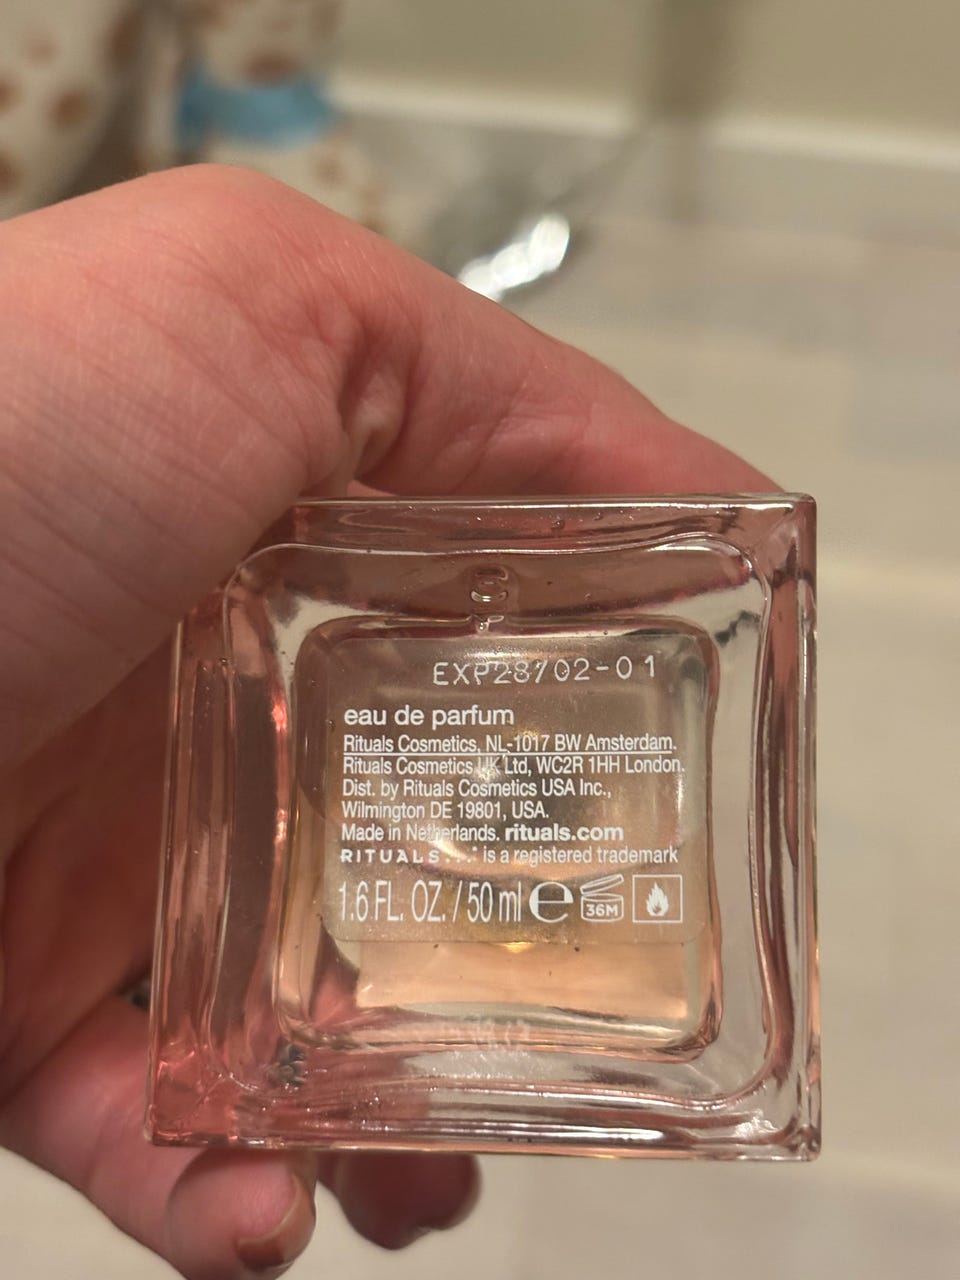 EXP28/02-01
eau de parfum
Rituals Cosmetics, NL-1017 BW Amsterdam.
Rituals Cosmetics UK Ltd, WC2R 1HH London.
Dist. by Rituals Cosmetics USA Inc.,
Wilmington DE 19801, USA.
Made in Netherlands. rituals.com
RITUALS...® is a registered trademark
1.6 FL. OZ. / 50 ml e 36M